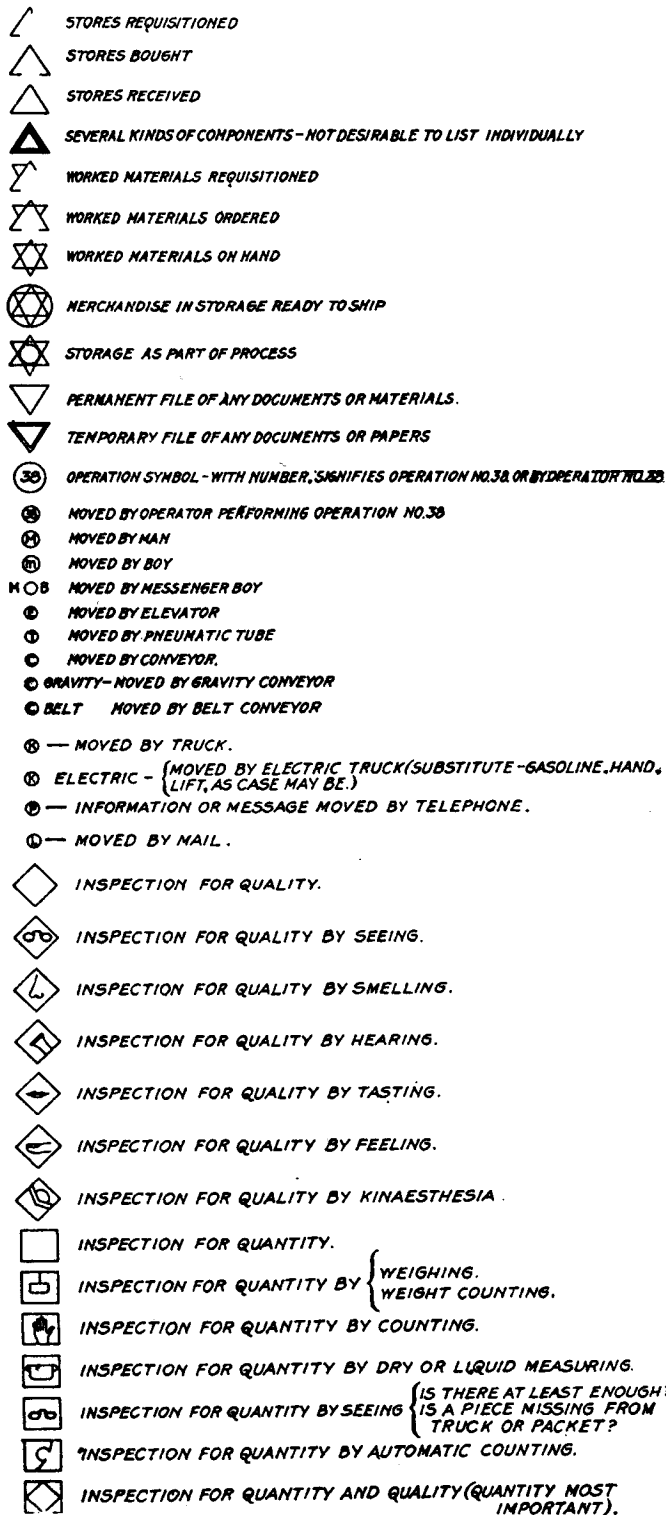 STORES REQUISITIONED
STORES BOUGHT
STORES RECEIVED
SEVERAL KINDS OF COMPONENTS-NOT DESIRABLE TO LIST INDIVIDUALLY
WORKED MATERIALS REQUISITIONED
WORKED MATERIALS ORDERED
WORKED MATERIALS ON HAND
MERCHANDISE IN STORAGE READY TO SHIP
STORAGE AS PART OF PROCESS
PERMANENT FILE OF ANY DOCUMENTS OR MATERIALS.
TEMPORARY FILE OF ANY DOCUMENTS OR PAPERS
38 OPERATION SYMBOL-WITH NUMBER, SIGNIFIES OPERATION NO.38 OR BY OPERATOR NO.38
MOVED BY OPERATOR PERFORMING OPERATION NO.38
M MOVED BY MAN
m MOVED BY BOY
M O B MOVED BY MESSENGER BOY
E MOVED BY ELEVATOR
T MOVED BY PNEUMATIC TUBE
C MOVED BY CONVEYOR.
C GRAVITY-MOVED BY GRAVITY CONVEYOR
C BELT MOVED BY BELT CONVEYOR
K — MOVED BY TRUCK.
K ELECTRIC - { MOVED BY ELECTRIC TRUCK (SUBSTITUTE-GASOLINE, HAND,
LIFT, AS CASE MAY BE.)
P — INFORMATION OR MESSAGE MOVED BY TELEPHONE.
L — MOVED BY MAIL.
INSPECTION FOR QUALITY.
INSPECTION FOR QUALITY BY SEEING.
INSPECTION FOR QUALITY BY SMELLING.
INSPECTION FOR QUALITY BY HEARING.
INSPECTION FOR QUALITY BY TASTING.
INSPECTION FOR QUALITY BY FEELING.
INSPECTION FOR QUALITY BY KINAESTHESIA
INSPECTION FOR QUANTITY.
INSPECTION FOR QUANTITY BY { WEIGHING.
WEIGHT COUNTING.
INSPECTION FOR QUANTITY BY COUNTING.
INSPECTION FOR QUANTITY BY DRY OR LIQUID MEASURING.
INSPECTION FOR QUANTITY BY SEEING { IS THERE AT LEAST ENOUGH?
IS A PIECE MISSING FROM
TRUCK OR PACKET?
INSPECTION FOR QUANTITY BY AUTOMATIC COUNTING.
INSPECTION FOR QUANTITY AND QUALITY (QUANTITY MOST
IMPORTANT).